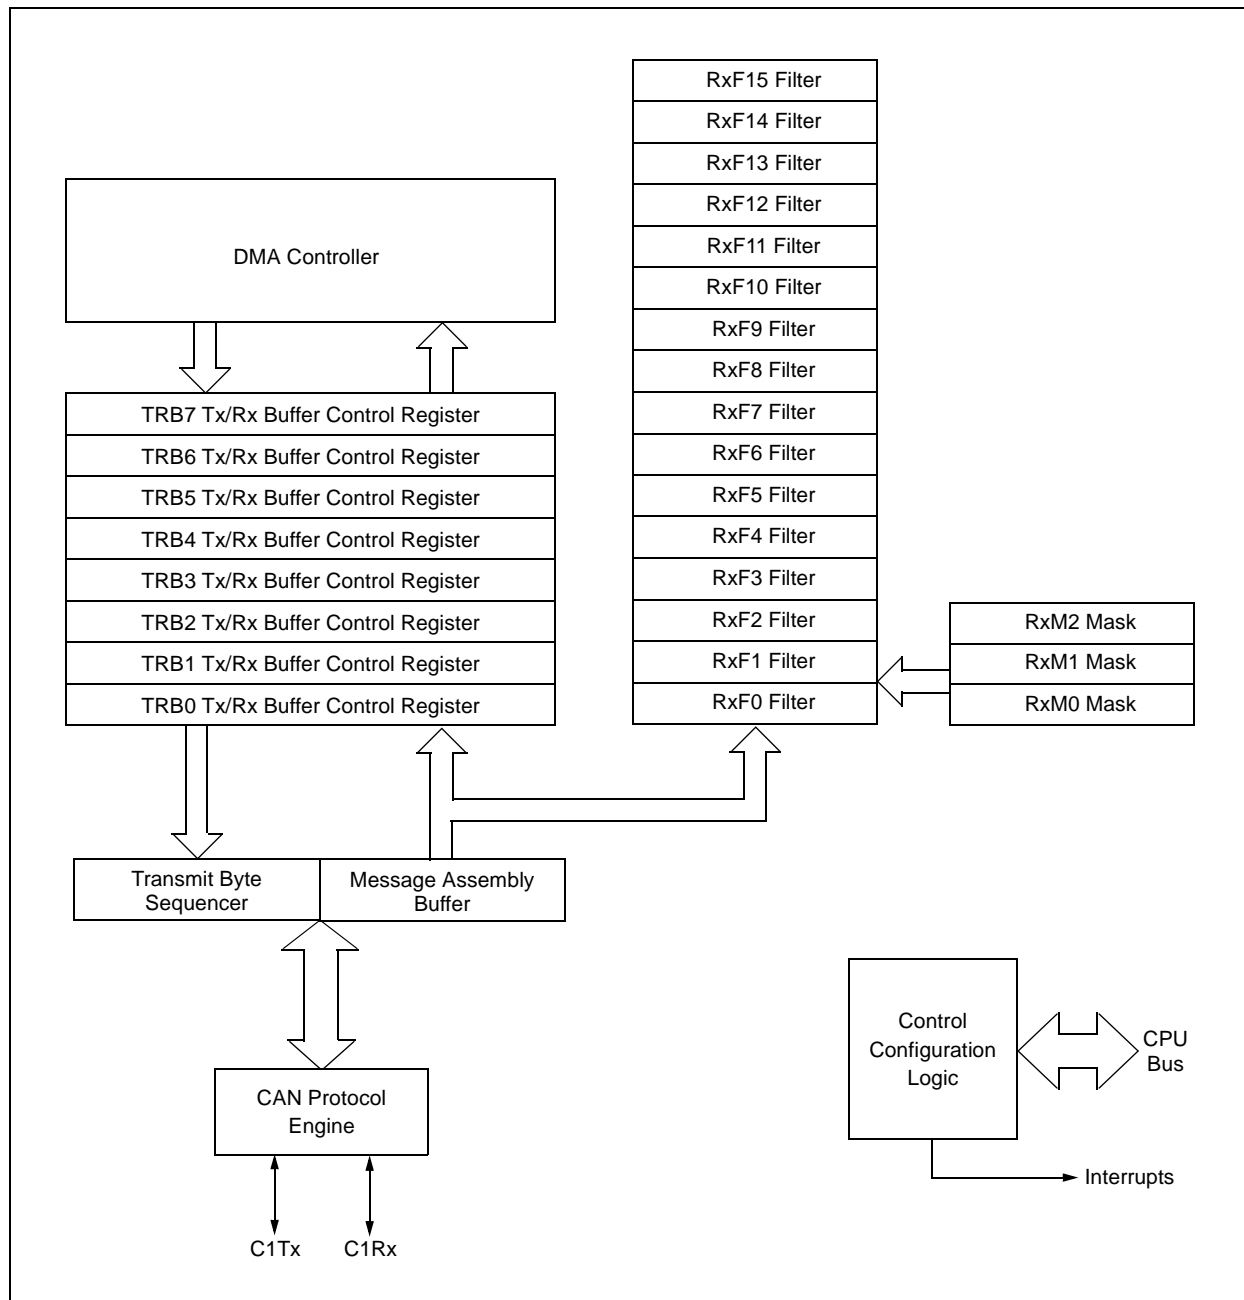 RxF15 Filter
RxF14 Filter
RxF13 Filter
RxF12 Filter
RxF11 Filter
RxF10 Filter
RxF9 Filter
RxF8 Filter
RxF7 Filter
RxF6 Filter
RxF5 Filter
RxF4 Filter
RxF3 Filter
RxF2 Filter
RxF1 Filter
RxF0 Filter
DMA Controller
TRB7 Tx/Rx Buffer Control Register
TRB6 Tx/Rx Buffer Control Register
TRB5 Tx/Rx Buffer Control Register
TRB4 Tx/Rx Buffer Control Register
TRB3 Tx/Rx Buffer Control Register
TRB2 Tx/Rx Buffer Control Register
TRB1 Tx/Rx Buffer Control Register
TRB0 Tx/Rx Buffer Control Register
RxM2 Mask
RxM1 Mask
RxM0 Mask
Transmit Byte
Sequencer
Message Assembly
Buffer
CAN Protocol
Engine
C1Tx
C1Rx
Control
Configuration
Logic
CPU
Bus
Interrupts